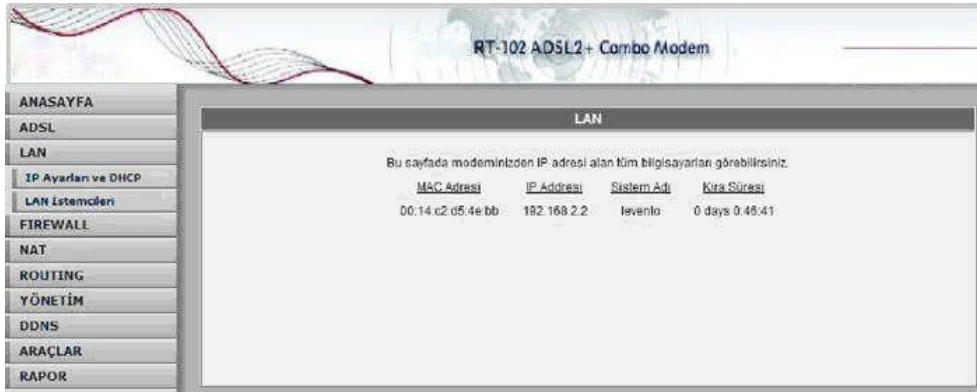 RT-102 ADSL2+ Combo Modem
ANASAYFA
ADSL
LAN
IP Ayarları ve DHCP
LAN İstemcileri
FIREWALL
NAT
ROUTING
YÖNETİM
DDNS
ARAÇLAR
RAPOR
LAN
Bu sayfada modeminizden IP adresi alan tüm bilgisayarları görebilirsiniz.
MAC Adresi IP Addresi Sistem Adı Kira Süresi
00:14:c2:d5:4e:bb 192.168.2.2 levento 0 days 0:46:41